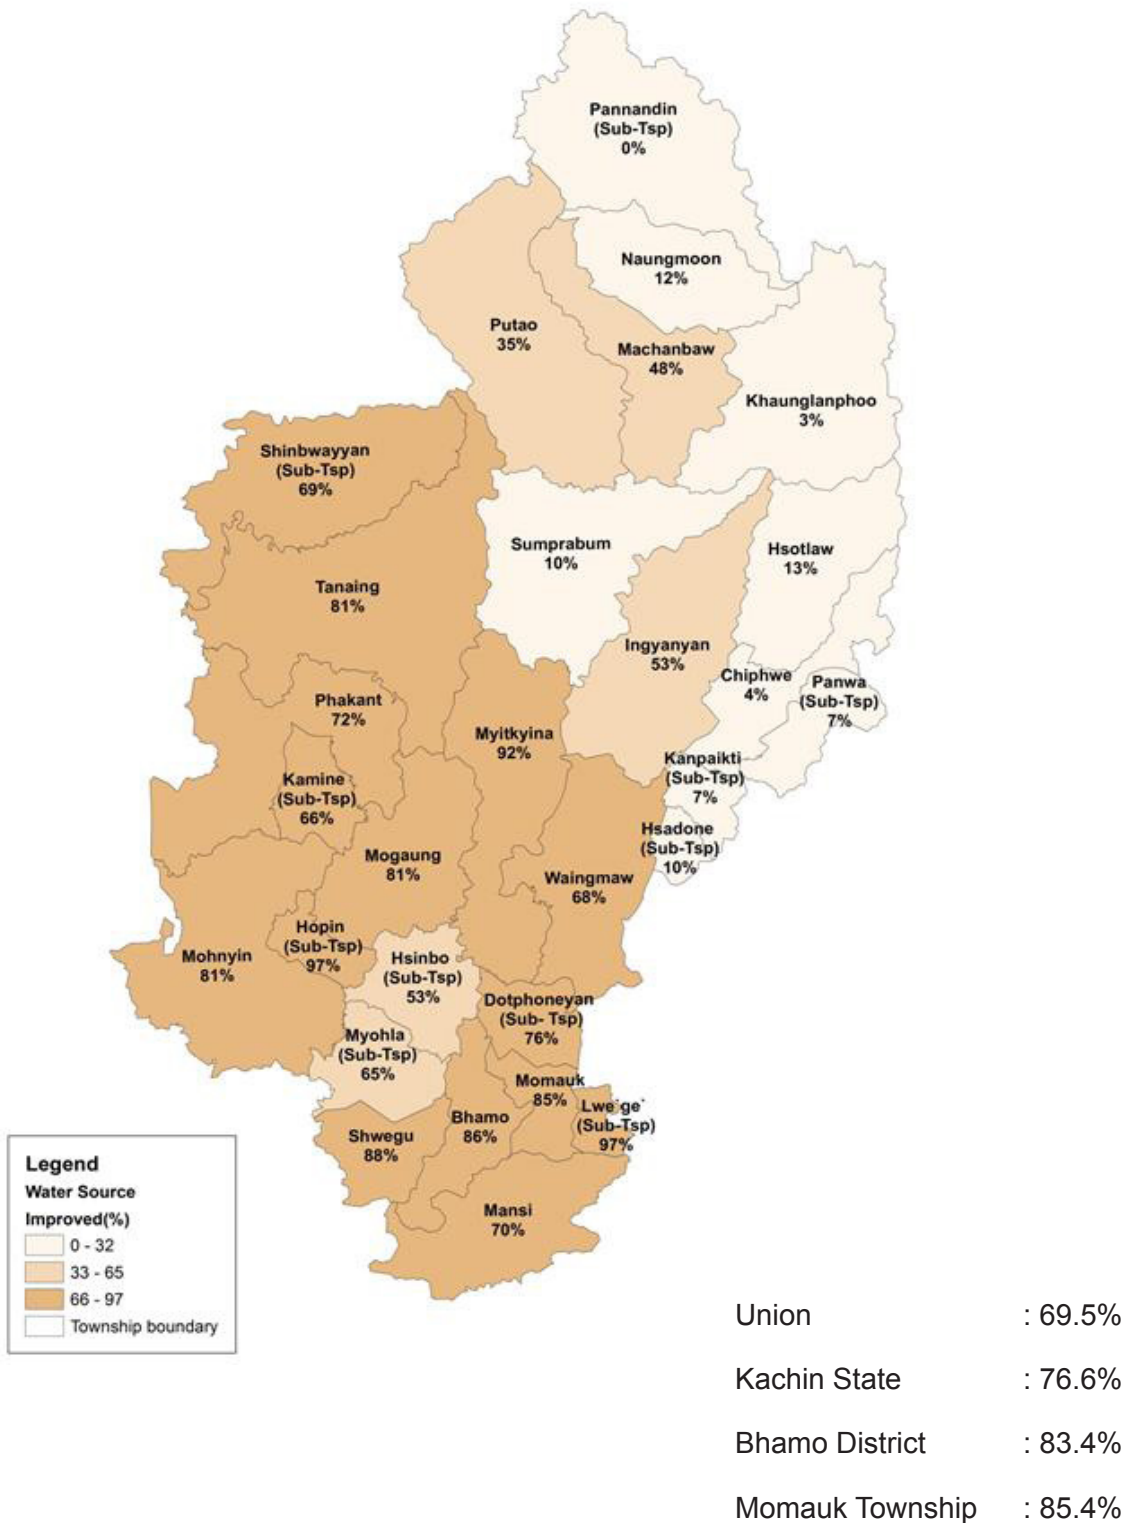 Pannandin
(Sub-Tsp)
0%
Naungmoon
12%
Putao
35%
Machanbaw
48%
Khaunglanphoo
3%
Shinbwayyan
(Sub-Tsp)
69%
Sumprabum
10%
Hsotlaw
13%
Tanaing
81%
Ingyanyan
53%
Chiphwe
4%
Panwa
(Sub-Tsp)
7%
Phakant
72%
Myitkyina
92%
Kanpaikti
(Sub-Tsp)
7%
Kamine
(Sub-Tsp)
66%
Hsadone
(Sub-Tsp)
10%
Mogaung
81%
Waingmaw
68%
Hopin
(Sub-Tsp)
97%
Mohnyin
81%
Hsinbo
(Sub-Tsp)
53%
Dotphoneyan
(Sub- Tsp)
76%
Myohla
(Sub-Tsp)
65%
Momauk
85%
Lwe`ge`
(Sub-Tsp)
97%
Bhamo
86%
Shwegu
88%
Mansi
70%
Legend
Water Source
Improved(%)
0 - 32
33 - 65
66 - 97
Township boundary
Union : 69.5%
Kachin State : 76.6%
Bhamo District : 83.4%
Momauk Township : 85.4%